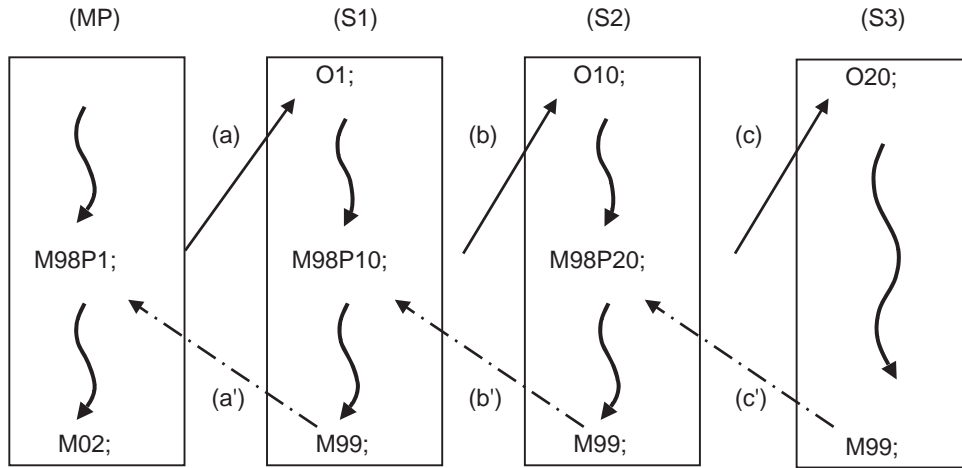 (MP) (S1) (S2) (S3)
O1; O10; O20;
(a) (b) (c)
M98P1; M98P10; M98P20;
(a') (b') (c')
M02; M99; M99; M99;